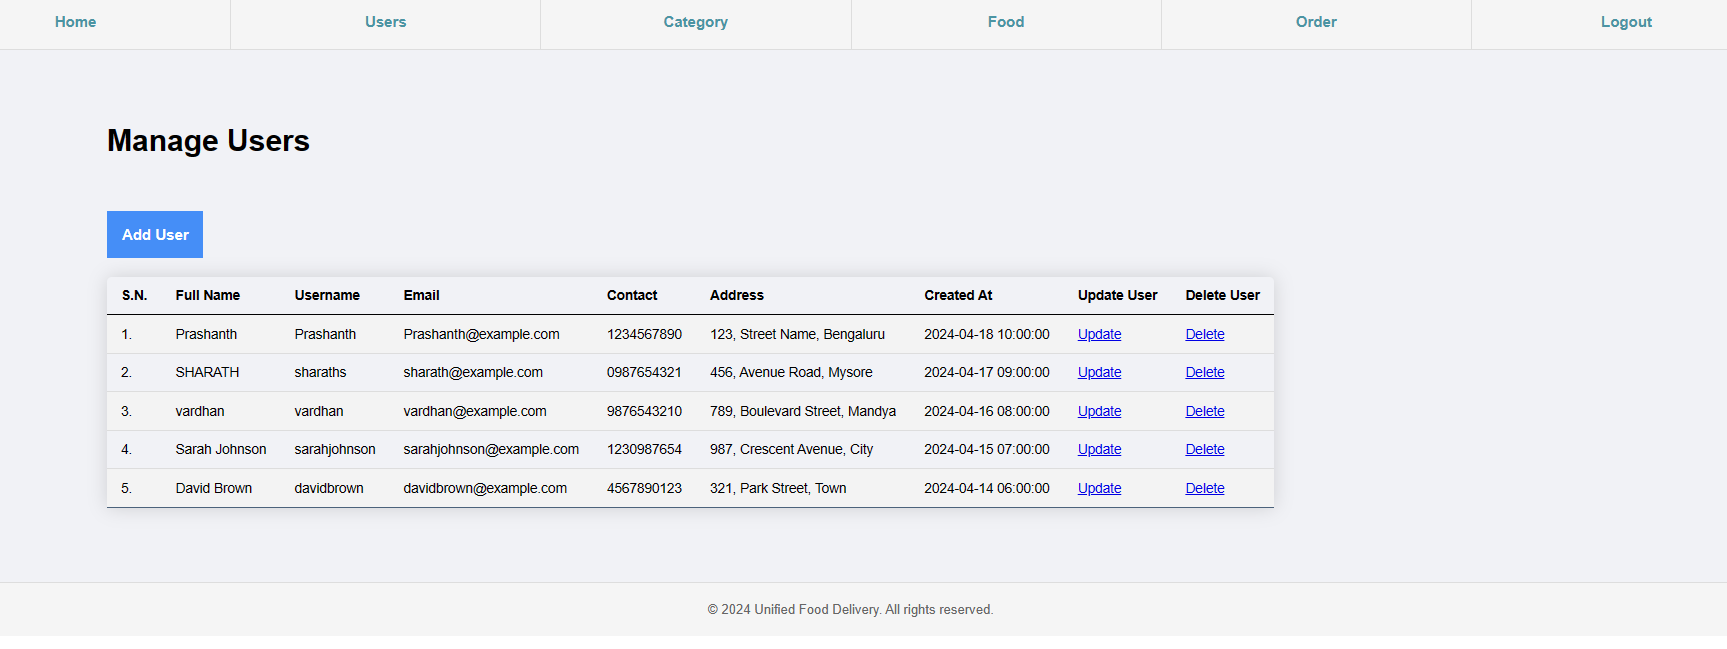 Home Users Category Food Order Logout
Manage Users
Add User
S.N. Full Name Username Email Contact Address Created At Update User Delete User
1. Prashanth Prashanth Prashanth@example.com 1234567890 123, Street Name, Bengaluru 2024-04-18 10:00:00 Update Delete
2. SHARATH sharaths sharath@example.com 0987654321 456, Avenue Road, Mysore 2024-04-17 09:00:00 Update Delete
3. vardhan vardhan vardhan@example.com 9876543210 789, Boulevard Street, Mandya 2024-04-16 08:00:00 Update Delete
4. Sarah Johnson sarahjohnson sarahjohnson@example.com 1230987654 987, Crescent Avenue, City 2024-04-15 07:00:00 Update Delete
5. David Brown davidbrown davidbrown@example.com 4567890123 321, Park Street, Town 2024-04-14 06:00:00 Update Delete
© 2024 Unified Food Delivery. All rights reserved.